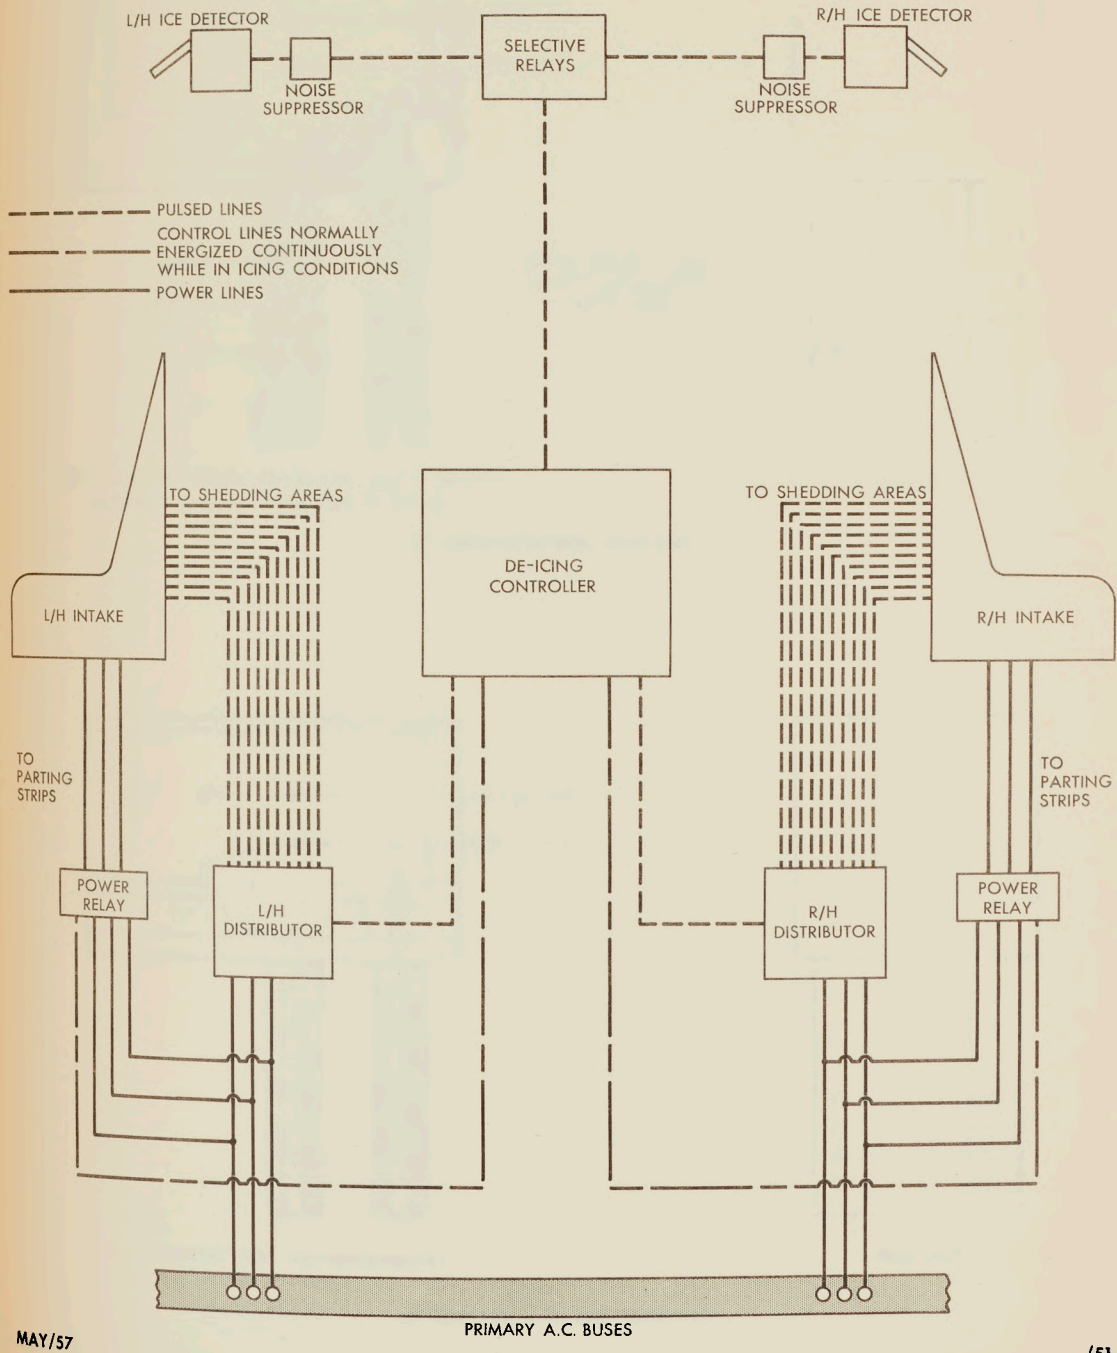 L/H ICE DETECTOR
R/H ICE DETECTOR
SELECTIVE
RELAYS
NOISE
SUPPRESSOR
NOISE
SUPPRESSOR
PULSED LINES
CONTROL LINES NORMALLY
ENERGIZED CONTINUOUSLY
WHILE IN ICING CONDITIONS
POWER LINES
TO SHEDDING AREAS
TO SHEDDING AREAS
DE-ICING
CONTROLLER
L/H INTAKE
R/H INTAKE
TO
PARTING
STRIPS
TO
PARTING
STRIPS
POWER
RELAY
L/H
DISTRIBUTOR
R/H
DISTRIBUTOR
POWER
RELAY
PRIMARY A.C. BUSES
MAY/57